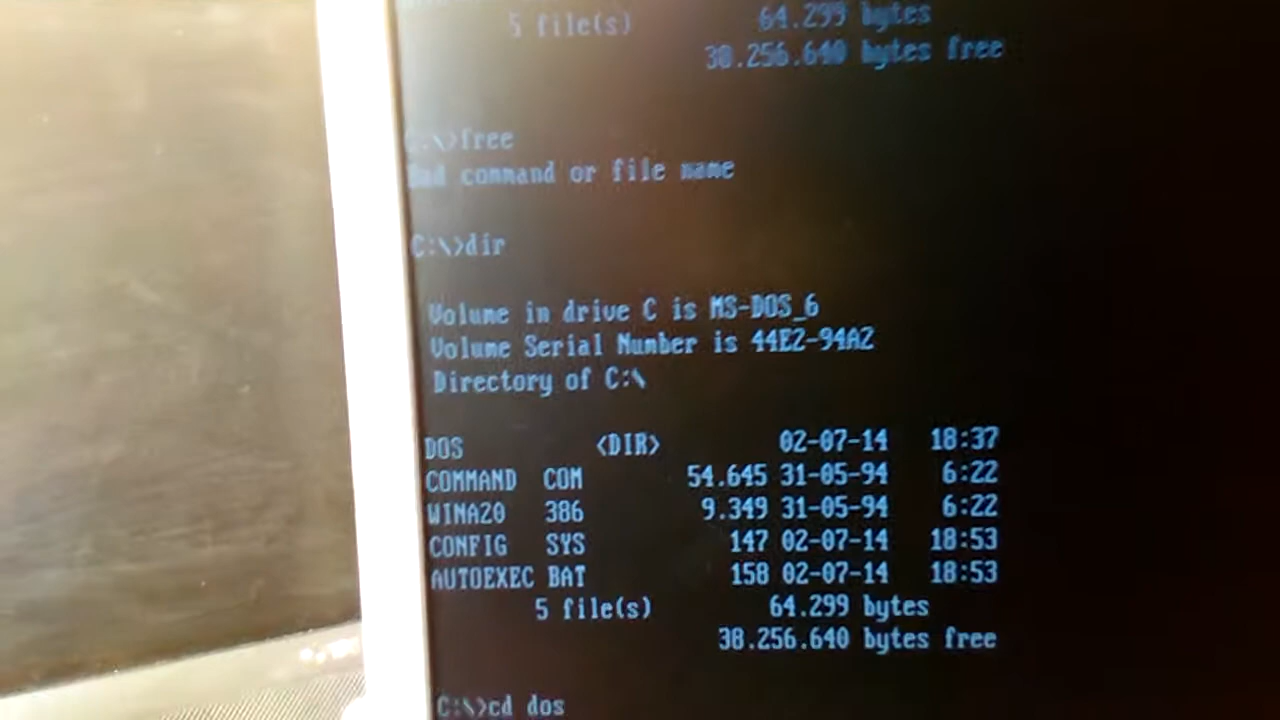 5 file(s) 64.299 bytes
38.256.640 bytes free
C:\>free
Bad command or file name
C:\>dir
Volume in drive C is MS-DOS_6
Volume Serial Number is 44E2-94A2
Directory of C:\
DOS <DIR> 02-07-14 18:37
COMMAND COM 54.645 31-05-94 6:22
WINA20 386 9.349 31-05-94 6:22
CONFIG SYS 147 02-07-14 18:53
AUTOEXEC BAT 158 02-07-14 18:53
5 file(s) 64.299 bytes
38.256.640 bytes free
C:\>cd dos